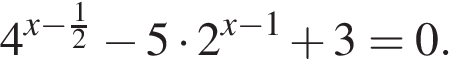 $4^{x-\frac{1}{2}} - 5 \cdot 2^{x-1} + 3 = 0.$